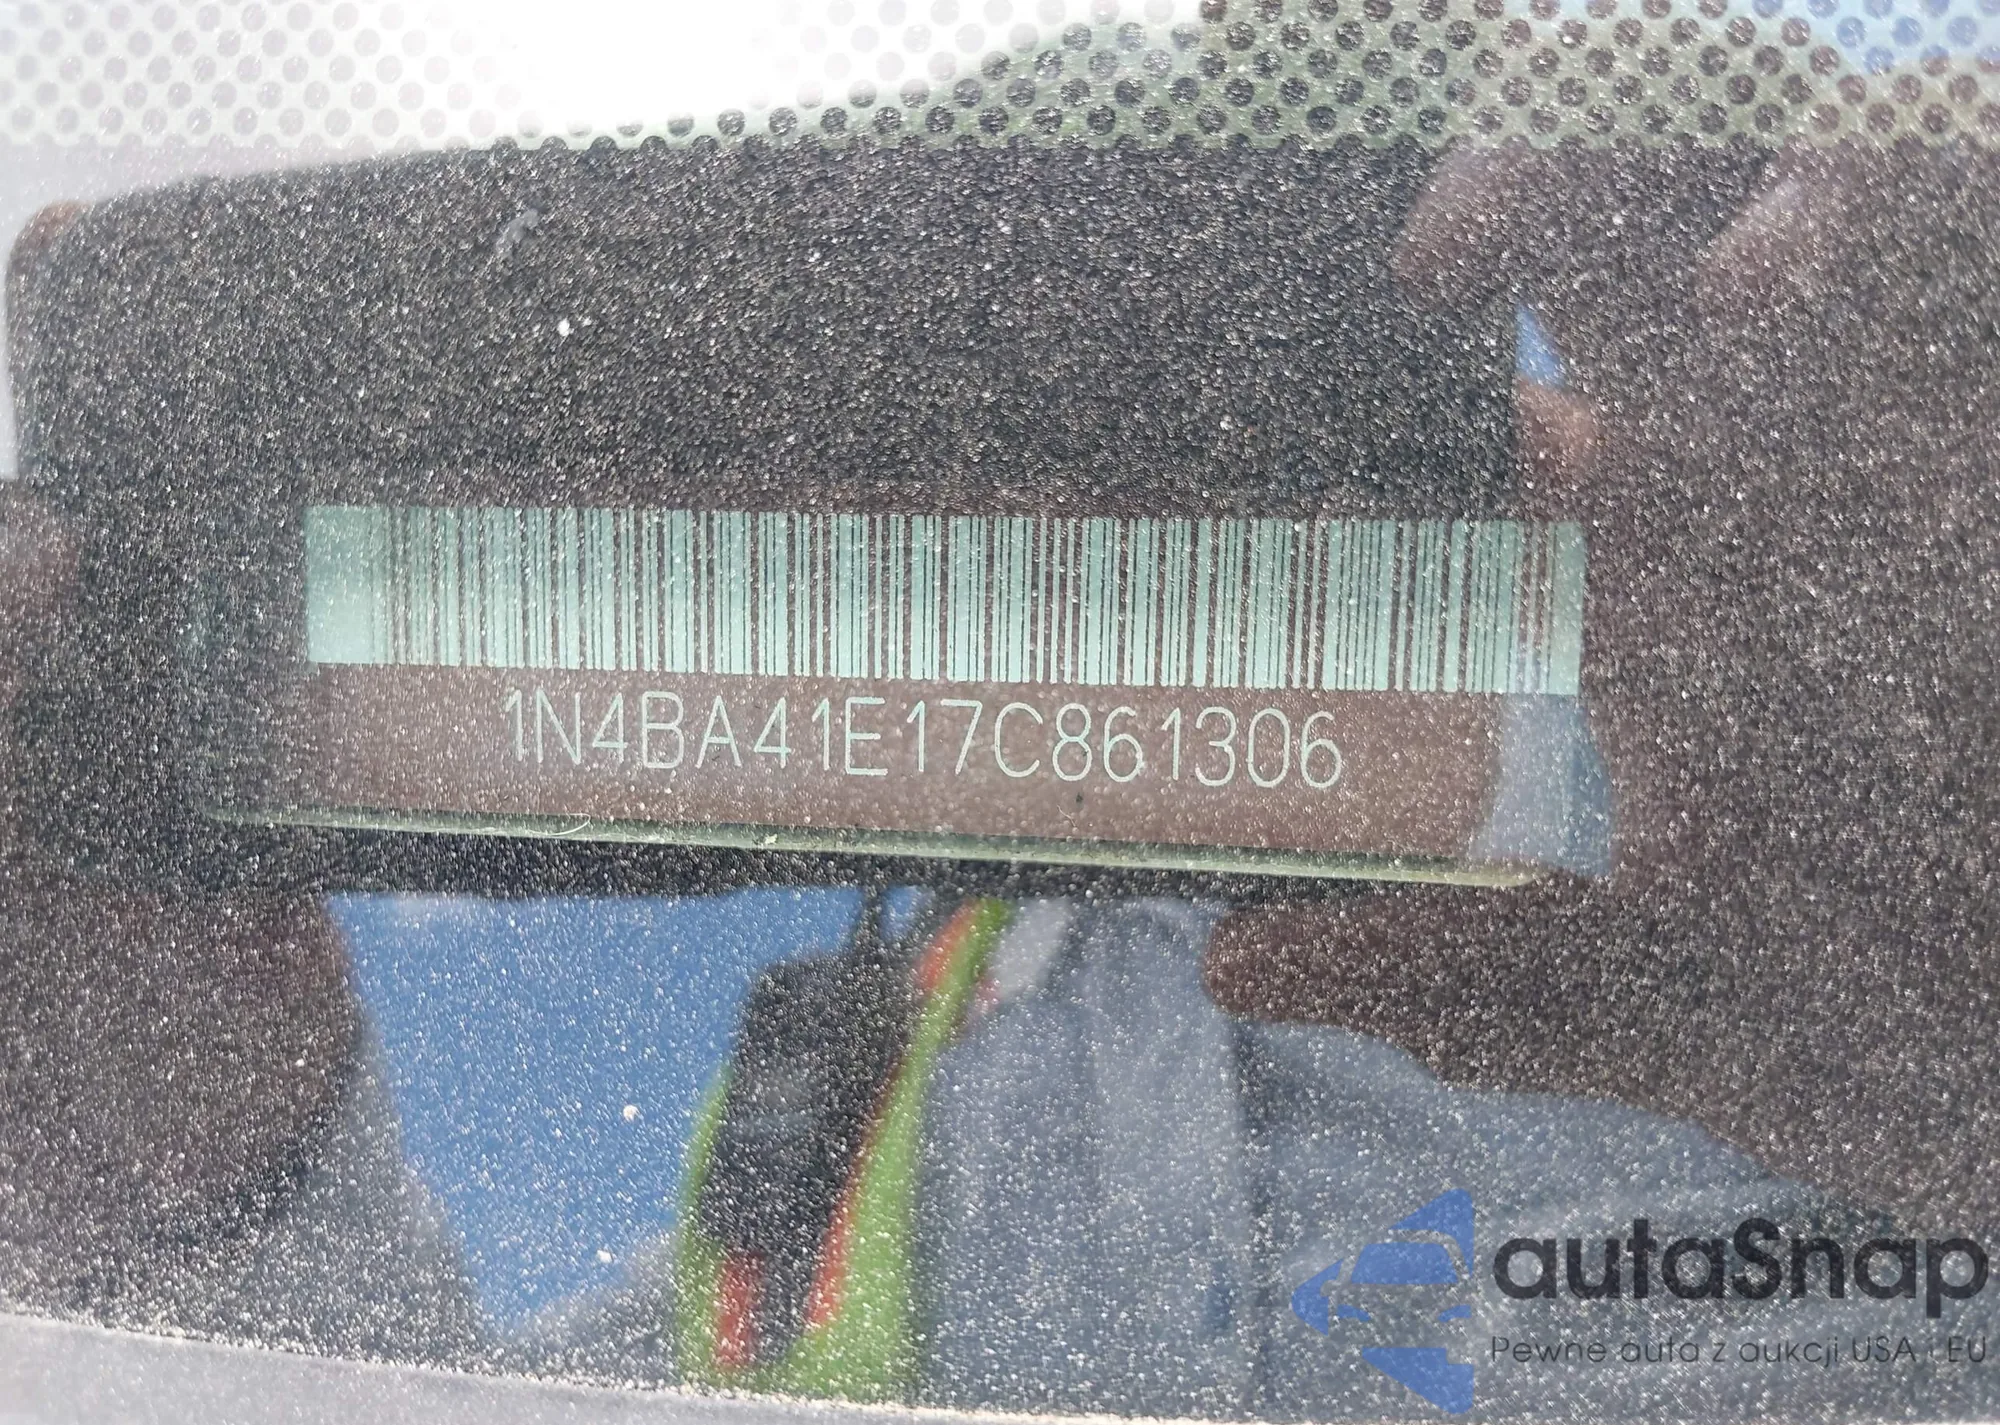 1N4BA41E17C861306
autaSnap
Pewne auta z aukcji USA i EU